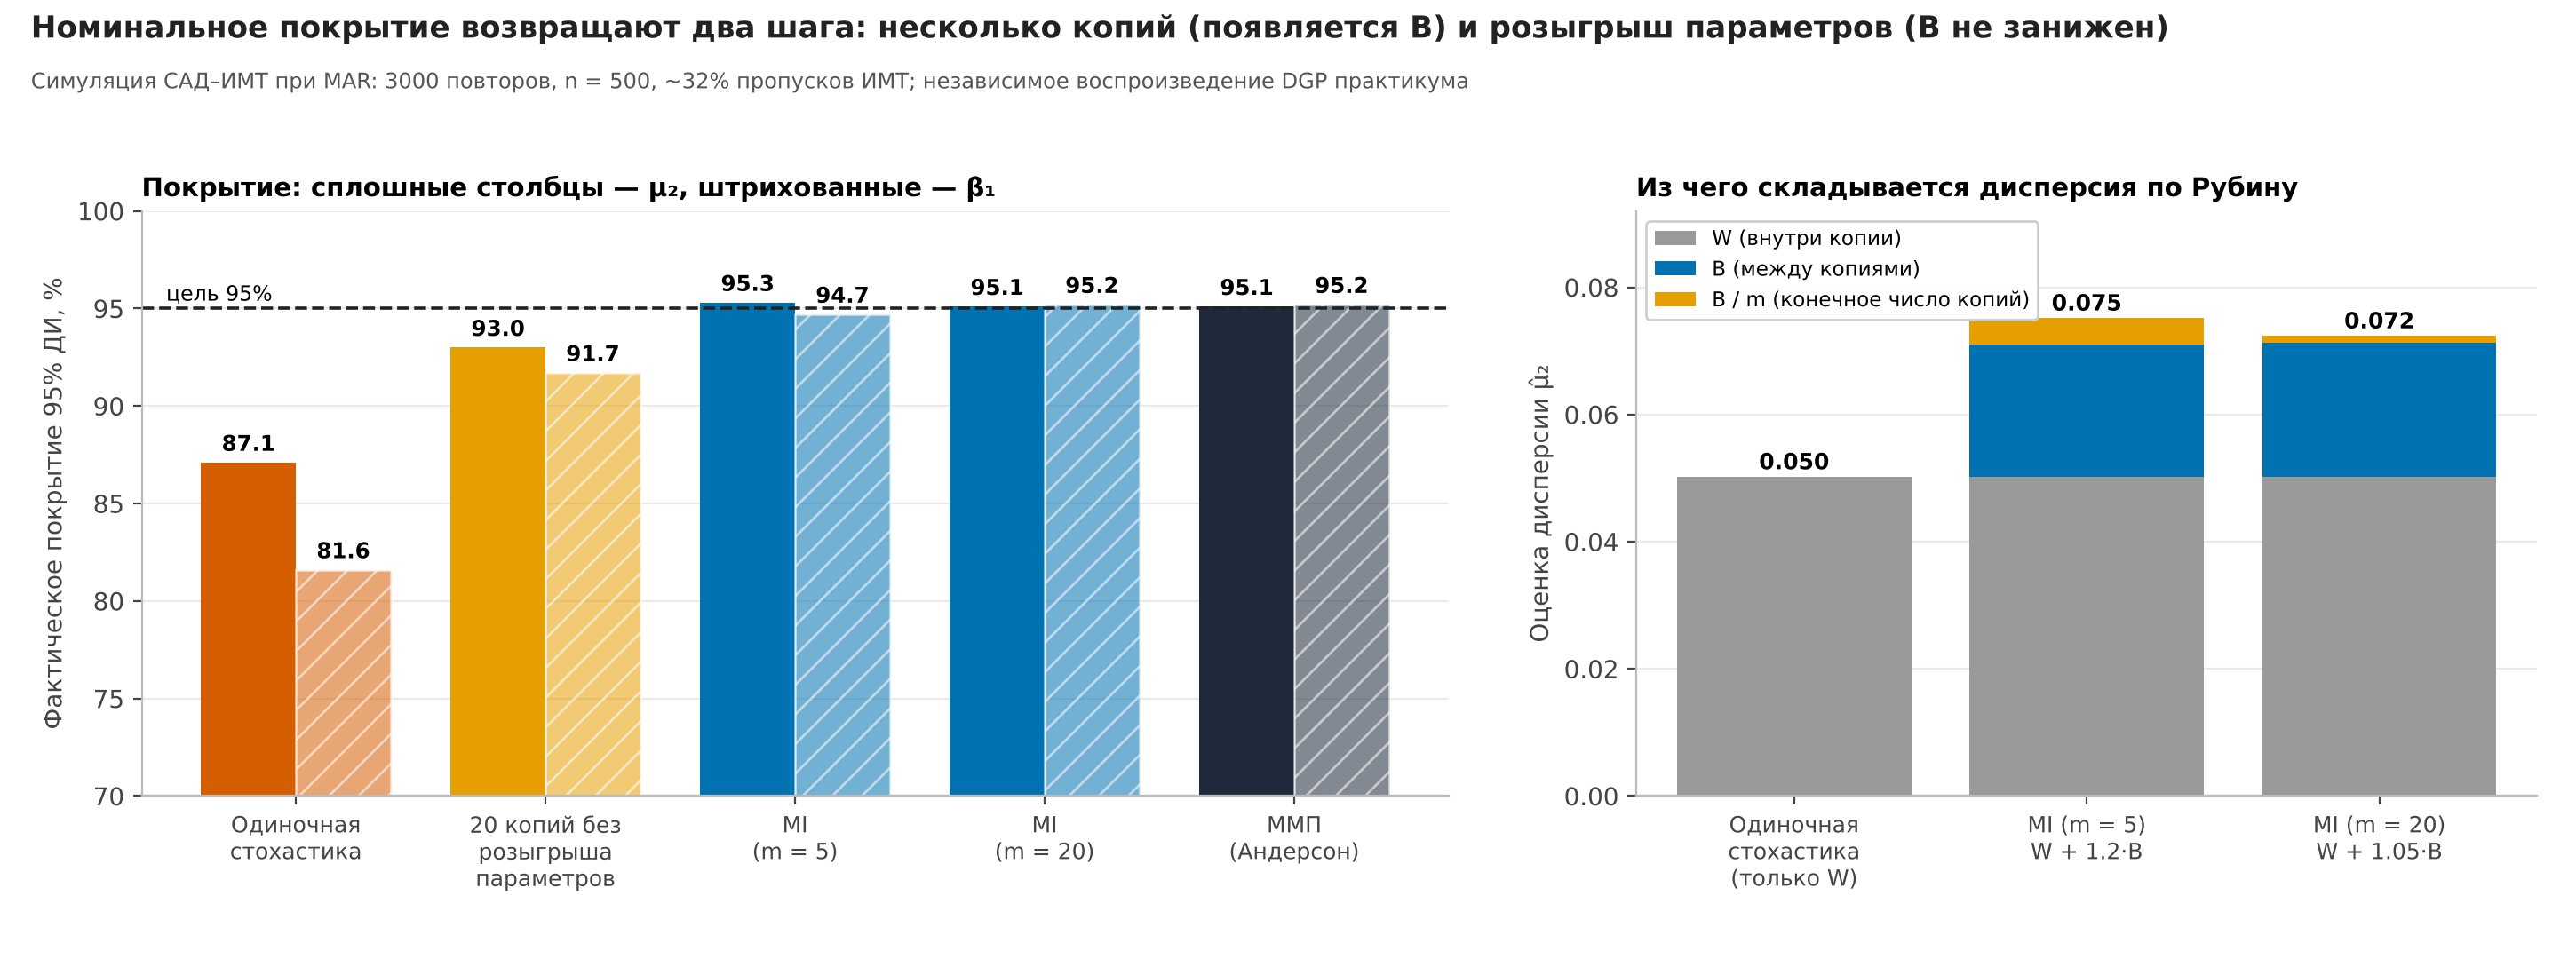 Номинальное покрытие возвращают два шага: несколько копий (появляется B) и розыгрыш параметров (B не занижен)
Симуляция САД–ИМТ при MAR: 3000 повторов, n = 500, ~32% пропусков ИМТ; независимое воспроизведение DGP практикума
Покрытие: сплошные столбцы — μ₂, штрихованные — β₁
Фактическое покрытие 95% ДИ, %
100
95
90
85
80
75
70
цель 95%
87.1
81.6
93.0
91.7
95.3
94.7
95.1
95.2
95.1
95.2
Одиночная
стохастика
20 копий без
розыгрыша
параметров
MI
(m = 5)
MI
(m = 20)
ММП
(Андерсон)
Из чего складывается дисперсия по Рубину
W (внутри копии)
B (между копиями)
B / m (конечное число копий)
Оценка дисперсии μ̂₂
0.08
0.06
0.04
0.02
0.00
0.050
0.075
0.072
Одиночная
стохастика
(только W)
MI (m = 5)
W + 1.2·B
MI (m = 20)
W + 1.05·B